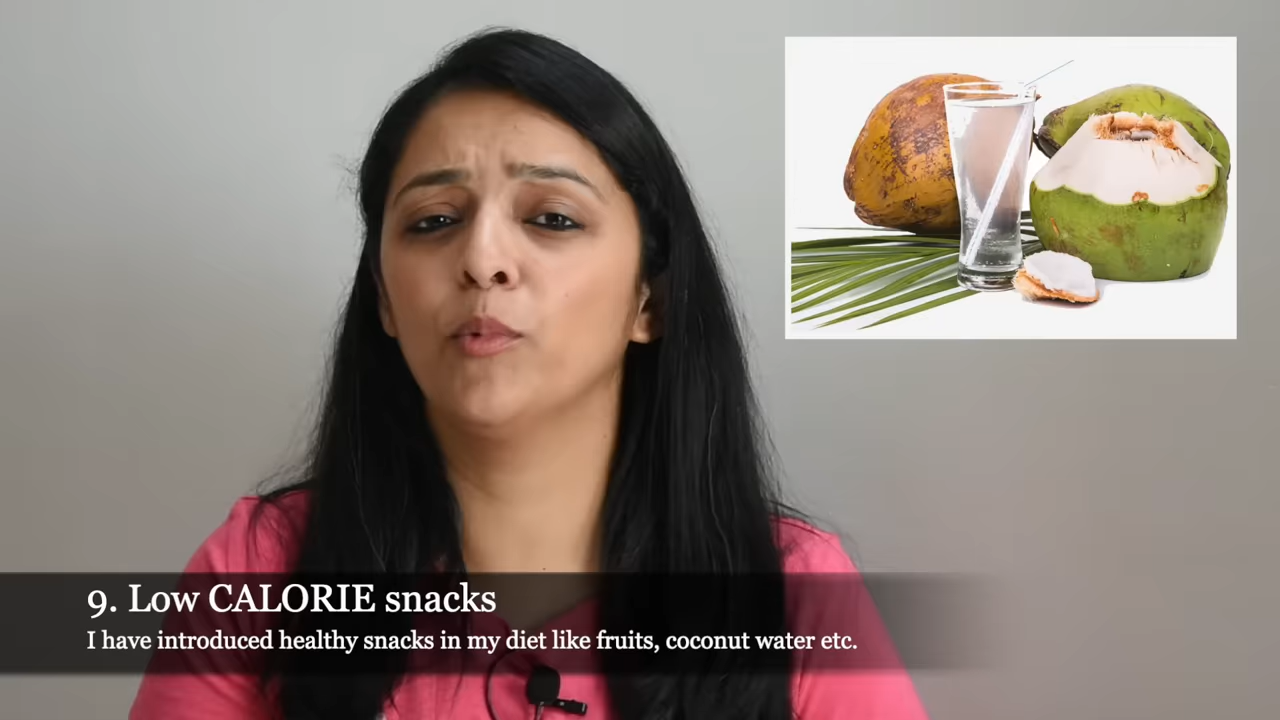 9. Low CALORIE snacks
I have introduced healthy snacks in my diet like fruits, coconut water etc.